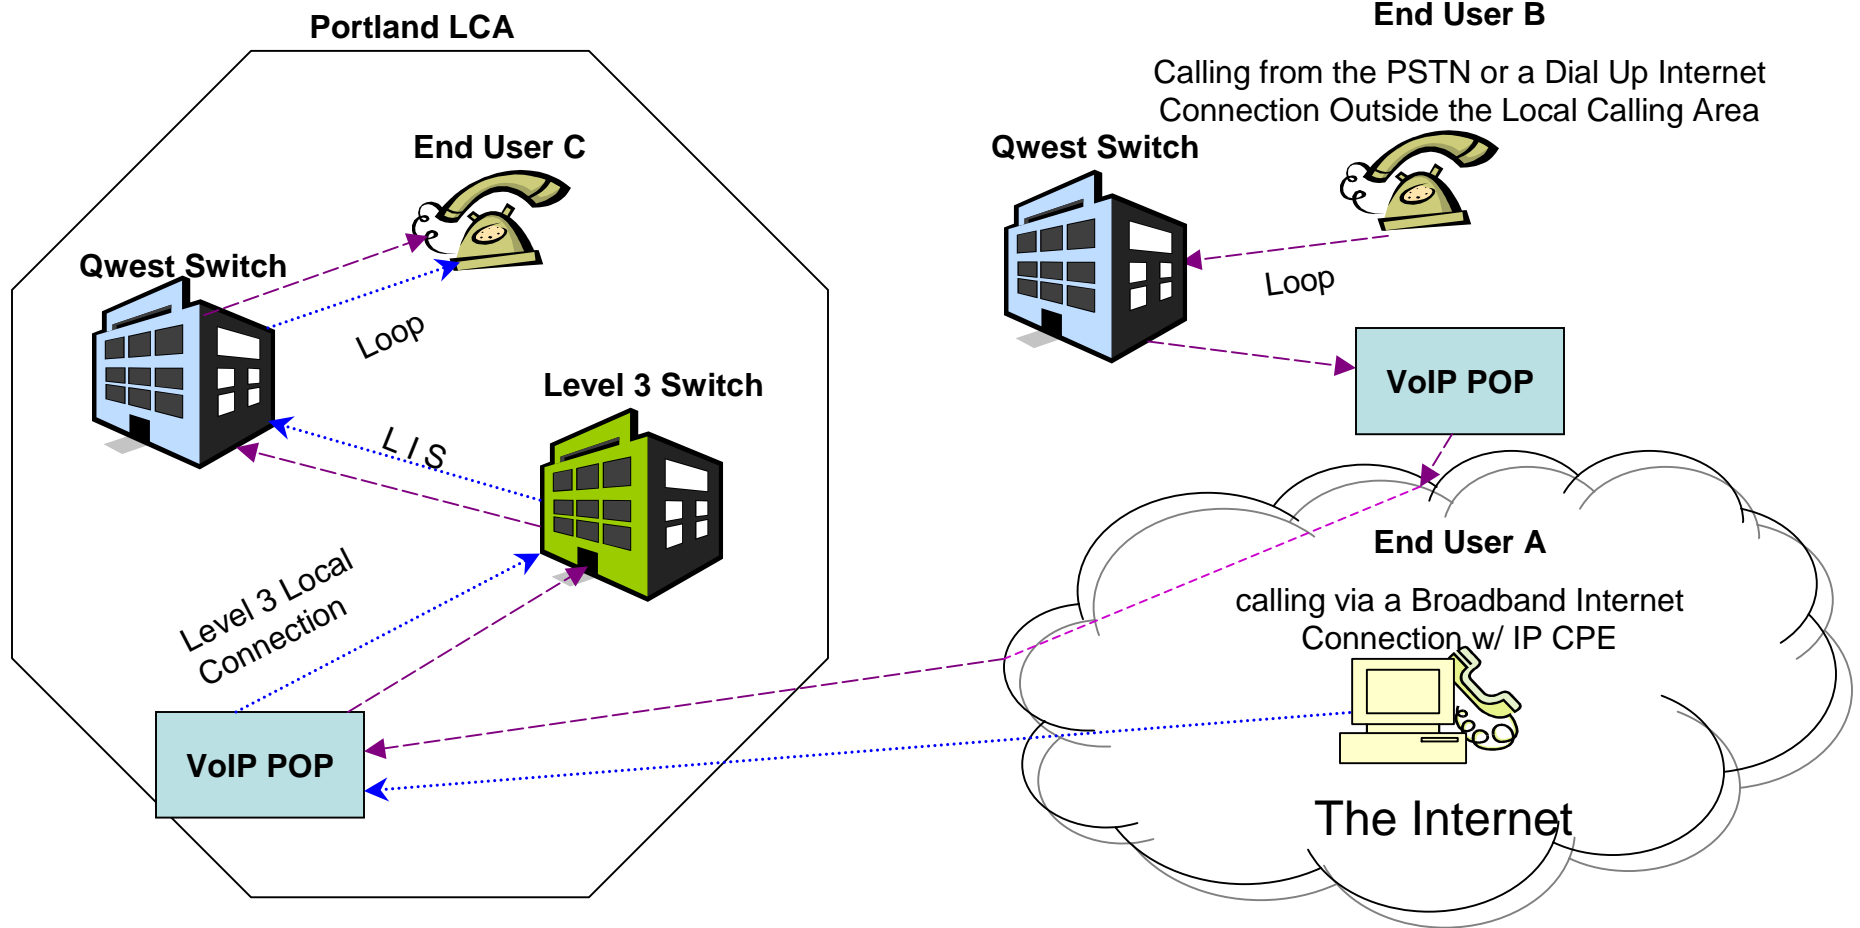 Portland LCA
End User C
Qwest Switch
Loop
Level 3 Switch
L I S
Level 3 Local
Connection
VoIP POP
End User B
Calling from the PSTN or a Dial Up Internet
Connection Outside the Local Calling Area
Qwest Switch
Loop
VoIP POP
End User A
calling via a Broadband Internet
Connection w/ IP CPE
The Internet